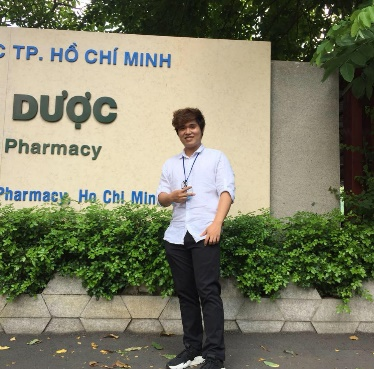 C TP. HỒ CHÍ MINH
DƯỢC
Pharmacy
Pharmacy, Ho Chi Min